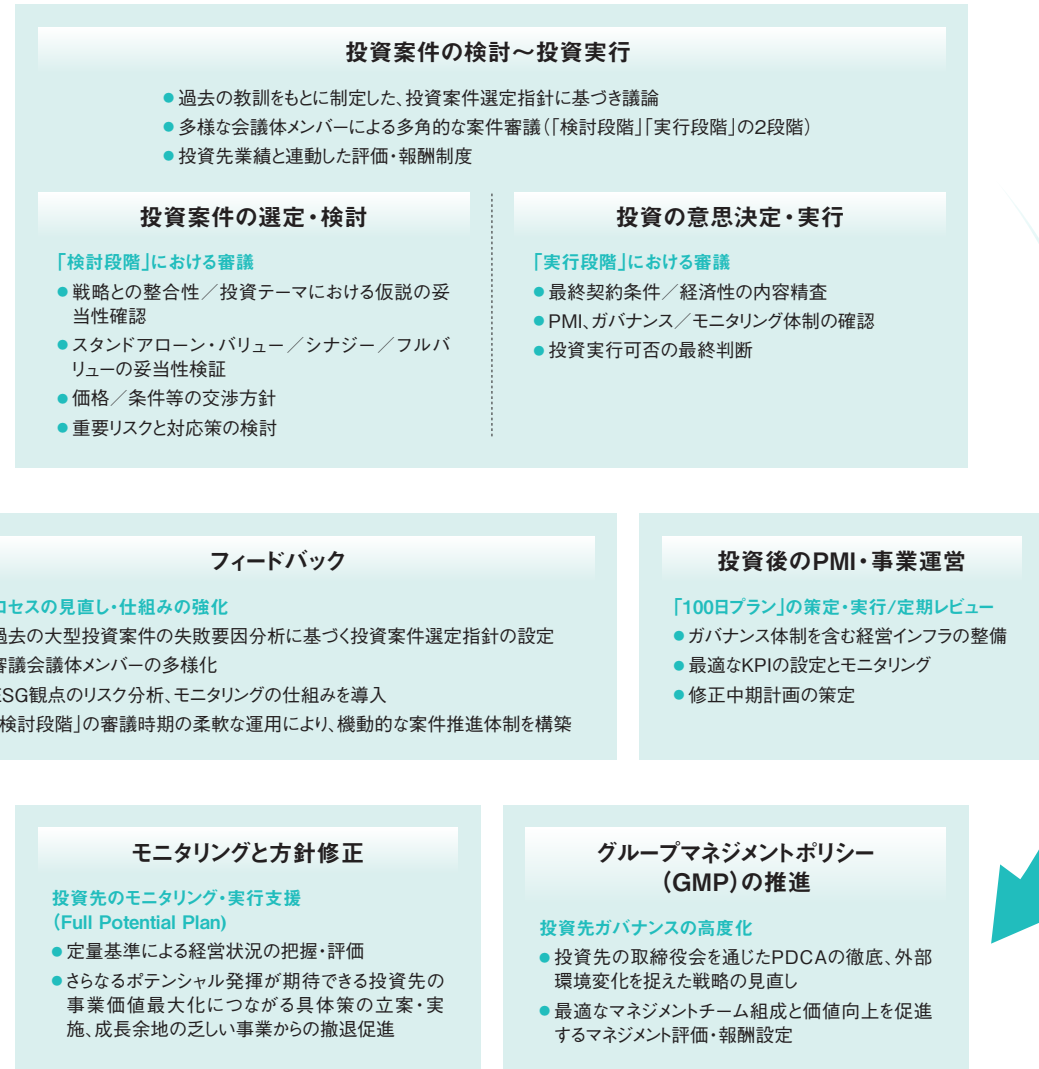 投資案件の検討～投資実行
●過去の教訓をもとに制定した、投資案件選定指針に基づき議論
●多様な会議体メンバーによる多角的な案件審議（「検討段階」「実行段階」の2段階）
●投資先業績と連動した評価・報酬制度
投資案件の選定・検討
「検討段階」における審議
●戦略との整合性／投資テーマにおける仮説の妥
当性確認
●スタンドアローン・バリュー／シナジー／フルバ
リューの妥当性検証
●価格／条件等の交渉方針
●重要リスクと対応策の検討
投資の意思決定・実行
「実行段階」における審議
●最終契約条件／経済性の内容精査
●PMI、ガバナンス／モニタリング体制の確認
●投資実行可否の最終判断
フィードバック
ロセスの見直し・仕組みの強化
過去の大型投資案件の失敗要因分析に基づく投資案件選定指針の設定
審議会議体メンバーの多様化
ESG観点のリスク分析、モニタリングの仕組みを導入
検討段階」の審議時期の柔軟な運用により、機動的な案件推進体制を構築
投資後のPMI・事業運営
「100日プラン」の策定・実行/定期レビュー
●ガバナンス体制を含む経営インフラの整備
●最適なKPIの設定とモニタリング
●修正中期計画の策定
モニタリングと方針修正
投資先のモニタリング・実行支援
（Full Potential Plan）
●定量基準による経営状況の把握・評価
●さらなるポテンシャル発揮が期待できる投資先の
事業価値最大化につながる具体策の立案・実
施、成長余地の乏しい事業からの撤退促進
グループマネジメントポリシー
（GMP）の推進
投資先ガバナンスの高度化
●投資先の取締役会を通じたPDCAの徹底、外部
環境変化を捉えた戦略の見直し
●最適なマネジメントチーム組成と価値向上を促進
するマネジメント評価・報酬設定